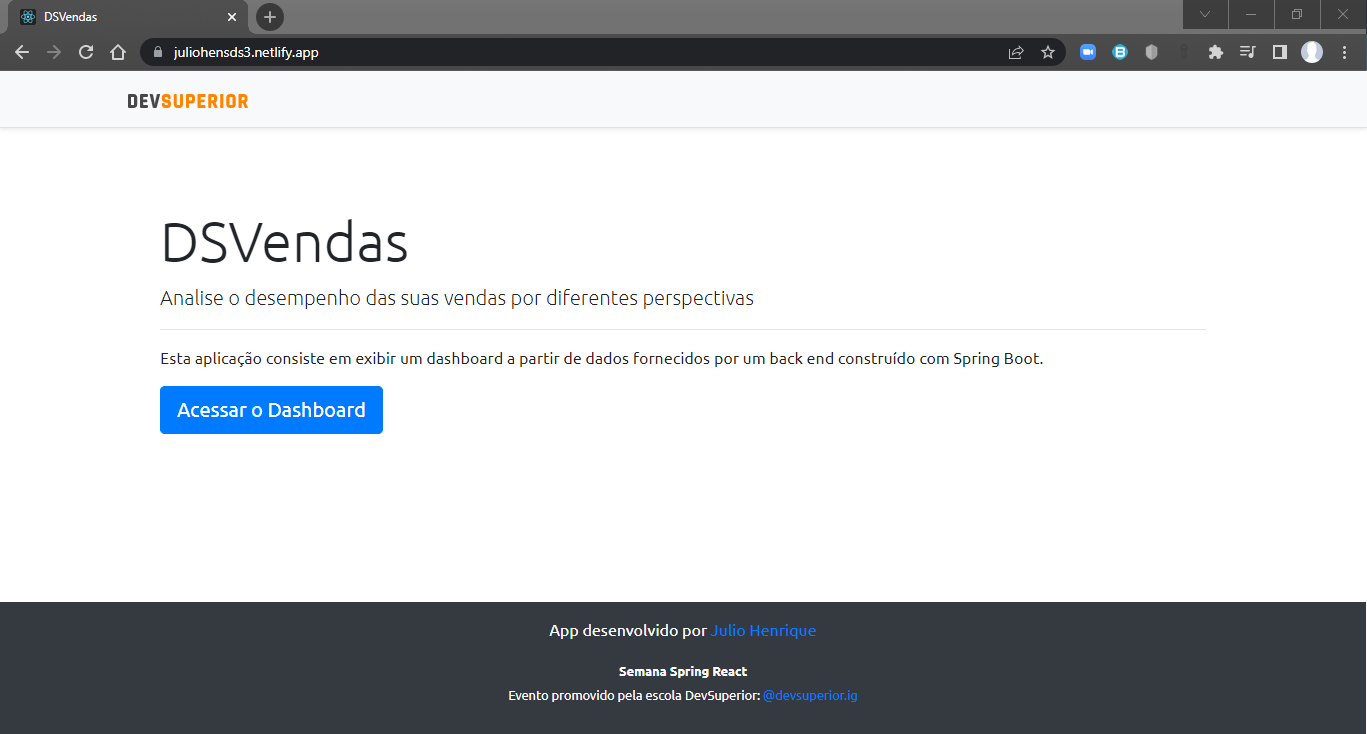 DSVendas
juliohensds3.netlify.app
DEVSUPERIOR
DSVendas
Analise o desempenho das suas vendas por diferentes perspectivas
Esta aplicação consiste em exibir um dashboard a partir de dados fornecidos por um back end construído com Spring Boot.
Acessar o Dashboard
App desenvolvido por Julio Henrique
Semana Spring React
Evento promovido pela escola DevSuperior: @devsuperior.ig